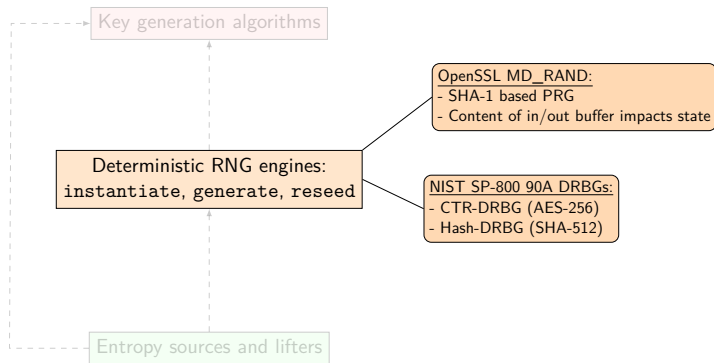 Key generation algorithms
OpenSSL MD_RAND:
- SHA-1 based PRG
- Content of in/out buffer impacts state
Deterministic RNG engines:
instantiate, generate, reseed
NIST SP-800 90A DRBGs:
- CTR-DRBG (AES-256)
- Hash-DRBG (SHA-512)
Entropy sources and lifters